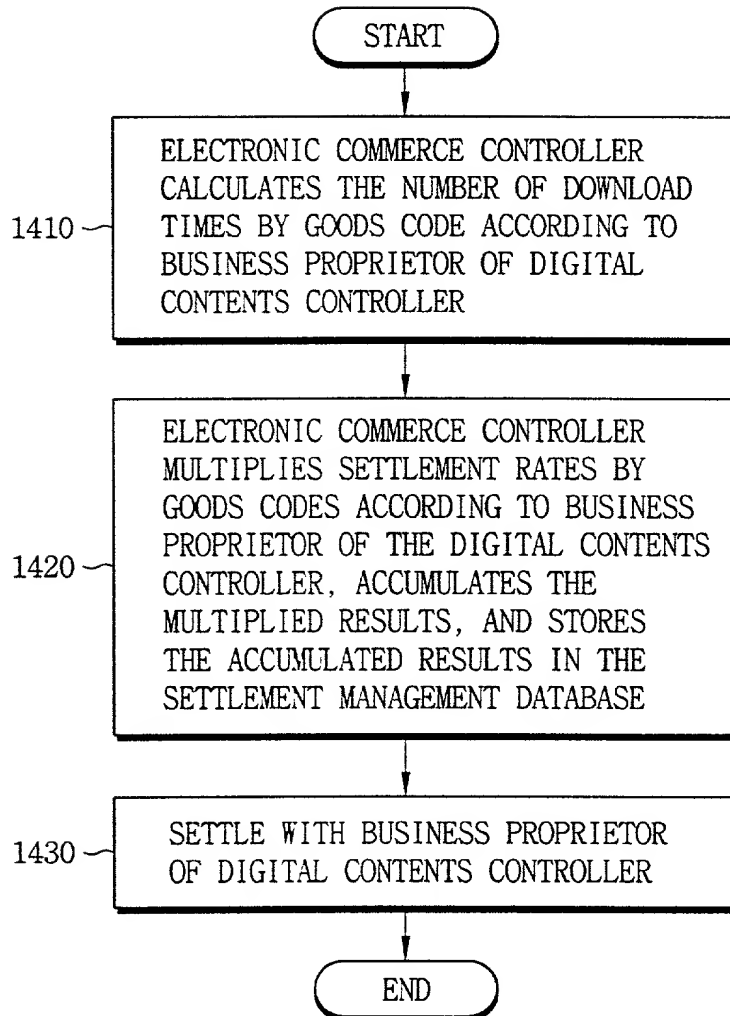 START
ELECTRONIC COMMERCE CONTROLLER
CALCULATES THE NUMBER OF DOWNLOAD
TIMES BY GOODS CODE ACCORDING TO
BUSINESS PROPRIETOR OF DIGITAL
CONTENTS CONTROLLER
1410
ELECTRONIC COMMERCE CONTROLLER
MULTIPLIES SETTLEMENT RATES BY
GOODS CODES ACCORDING TO BUSINESS
PROPRIETOR OF THE DIGITAL CONTENTS
CONTROLLER, ACCUMULATES THE
MULTIPLIED RESULTS, AND STORES
THE ACCUMULATED RESULTS IN THE
SETTLEMENT MANAGEMENT DATABASE
1420
SETTLE WITH BUSINESS PROPRIETOR
OF DIGITAL CONTENTS CONTROLLER
1430
END